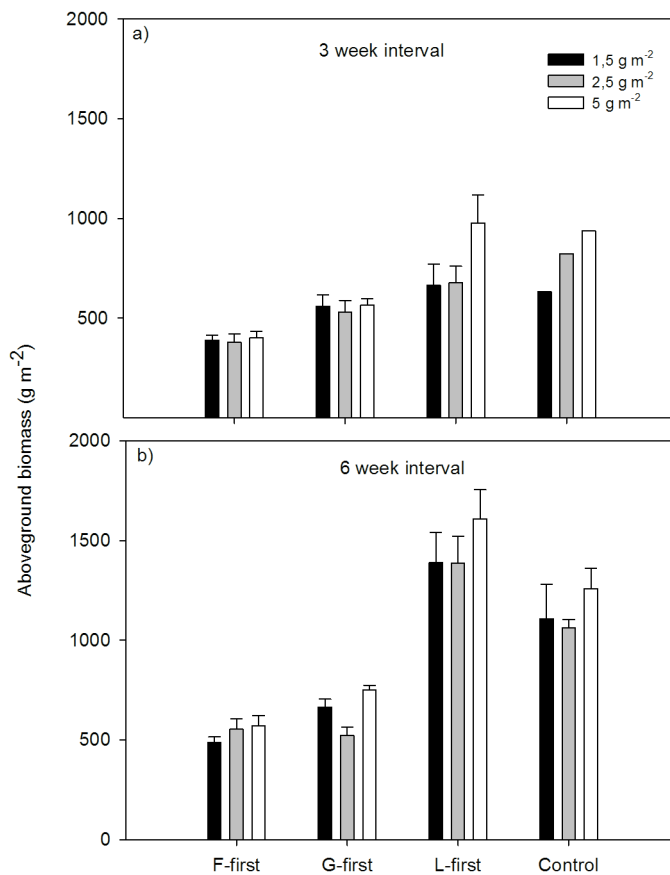 2000
a)
3 week interval
1,5 g m⁻²
2,5 g m⁻²
5 g m⁻²
1500
1000
500
Aboveground biomass (g m⁻²)
2000
b)
6 week interval
1500
1000
500
0
F-first G-first L-first Control